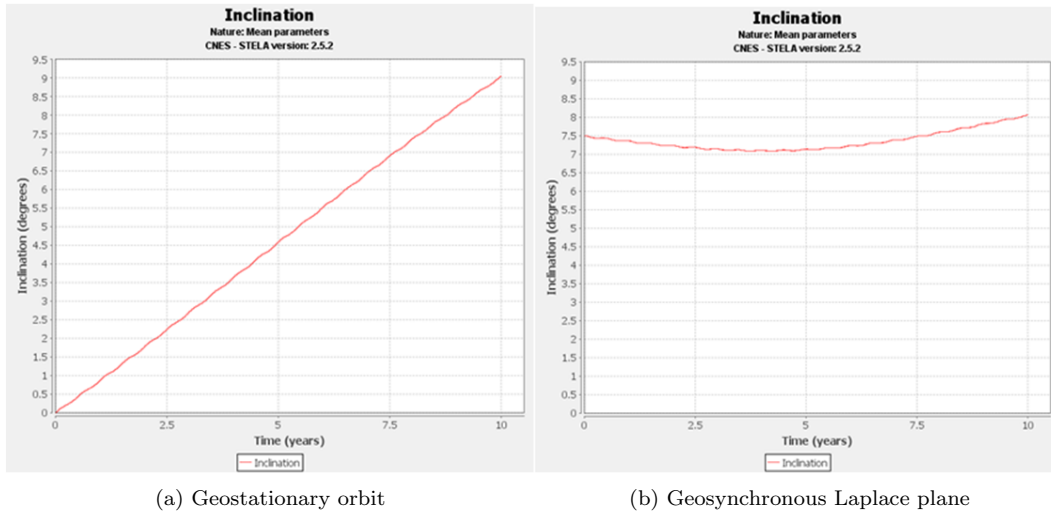 Inclination
Nature: Mean parameters
CNES - STELA version: 2.5.2
9.5
9
8.5
8
7.5
7
6.5
6
5.5
5
4.5
4
3.5
3
2.5
2
1.5
1
0.5
0
Inclination (degrees)
0 2.5 5 7.5 10
Time (years)
Inclination
(a) Geostationary orbit
Inclination
Nature: Mean parameters
CNES - STELA version: 2.5.2
9.5
9
8.5
8
7.5
7
6.5
6
5.5
5
4.5
4
3.5
3
2.5
2
1.5
1
0.5
0
Inclination (degrees)
0 2.5 5 7.5 10
Time (years)
Inclination
(b) Geosynchronous Laplace plane